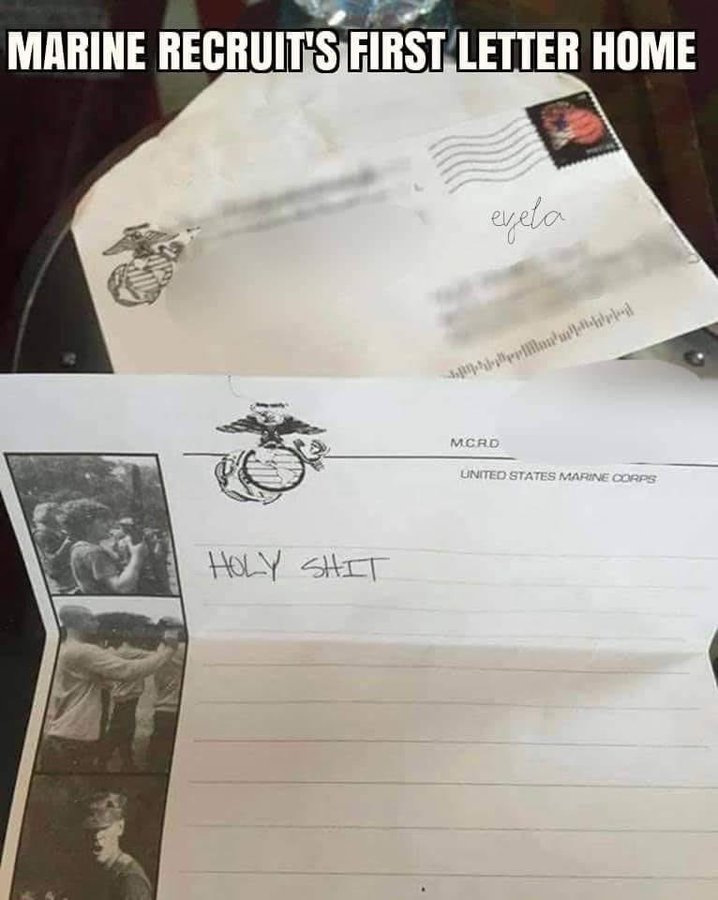 MARINE RECRUIT'S FIRST LETTER HOME
eyela
M.C.R.D
UNITED STATES MARINE CORPS
HOLY SHIT